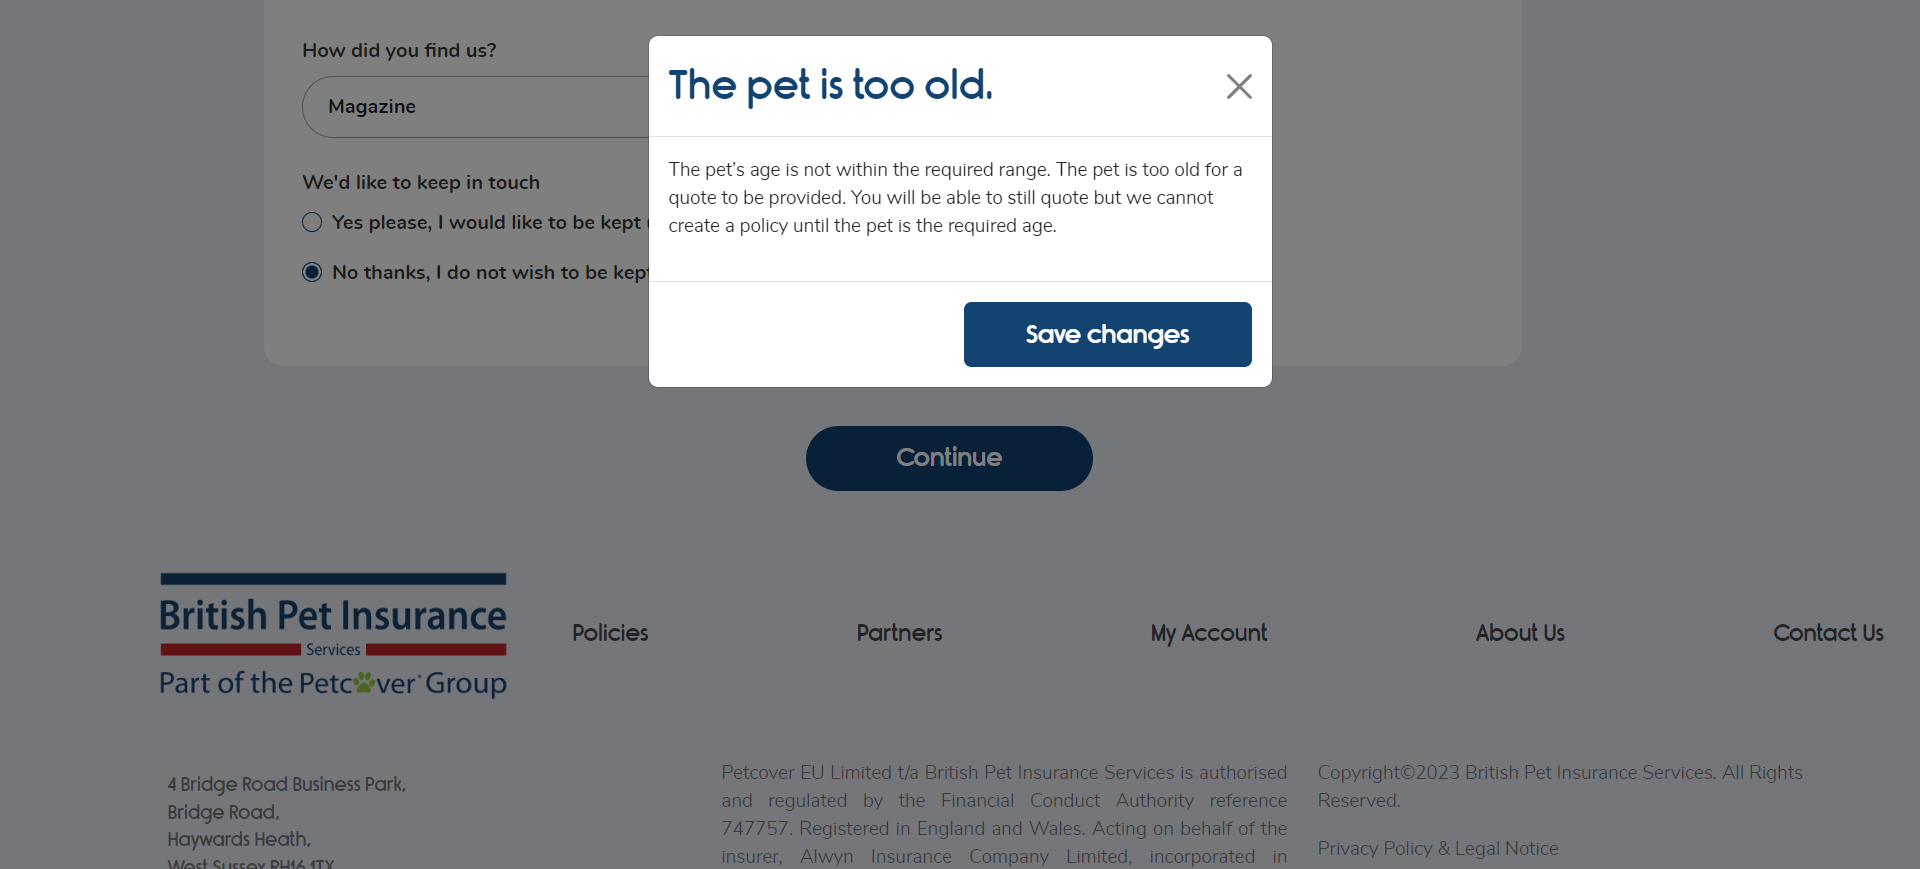 How did you find us?
Magazine
We'd like to keep in touch
Yes please, I would like to be kept
No thanks, I do not wish to be kept
The pet is too old.
The pet’s age is not within the required range. The pet is too old for a
quote to be provided. You will be able to still quote but we cannot
create a policy until the pet is the required age.
Save changes
Continue
British Pet Insurance
Services
Part of the Petcover Group
Policies
Partners
My Account
About Us
Contact Us
4 Bridge Road Business Park,
Bridge Road,
Haywards Heath,
West Sussex RH16 1TX
Petcover EU Limited t/a British Pet Insurance Services is authorised
and regulated by the Financial Conduct Authority reference
747757. Registered in England and Wales. Acting on behalf of the
insurer, Alwyn Insurance Company Limited, incorporated in
Copyright©2023 British Pet Insurance Services. All Rights
Reserved.
Privacy Policy & Legal Notice